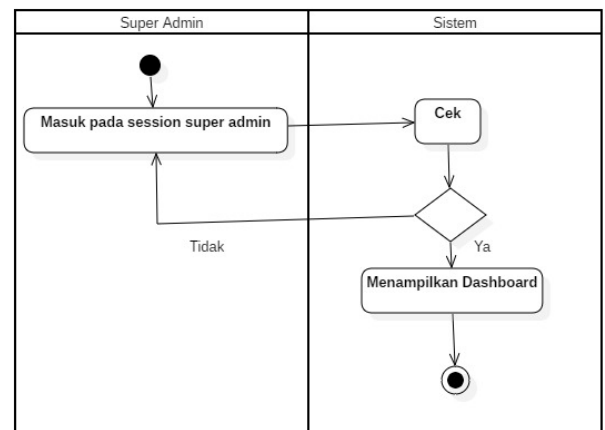 Super Admin
Sistem
Masuk pada session super admin
Cek
Tidak
Ya
Menampilkan Dashboard